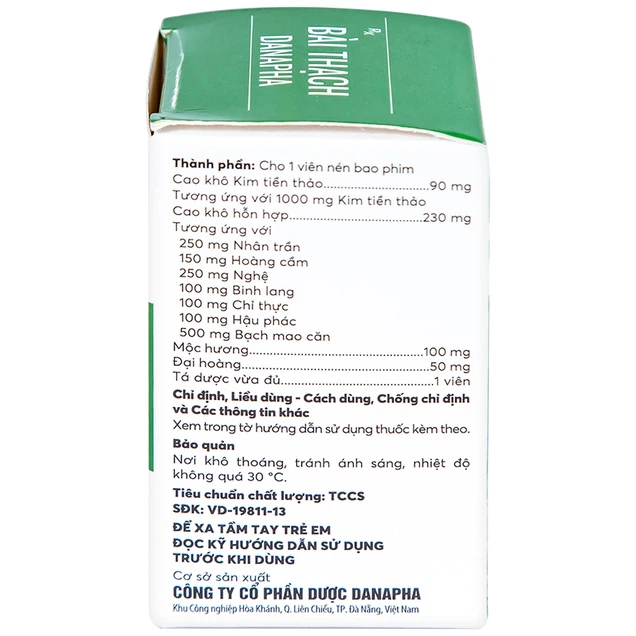 Rx
BÀI THẠCH
DANAPHA
Thành phần: Cho 1 viên nén bao phim
Cao khô Kim tiền thảo....................................90 mg
Tương ứng với 1000 mg Kim tiền thảo
Cao khô hỗn hợp..........................................230 mg
Tương ứng với
250 mg Nhân trần
150 mg Hoàng cầm
250 mg Nghệ
100 mg Binh lang
100 mg Chỉ thực
100 mg Hậu phác
500 mg Bạch mao căn
Mộc hương....................................................100 mg
Đại hoàng.......................................................50 mg
Tá dược vừa đủ................................................1 viên
Chỉ định, Liều dùng - Cách dùng, Chống chỉ định
và Các thông tin khác
Xem trong tờ hướng dẫn sử dụng thuốc kèm theo.
Bảo quản
Nơi khô thoáng, tránh ánh sáng, nhiệt độ
không quá 30 °C.
Tiêu chuẩn chất lượng: TCCS
SĐK: VD-19811-13
ĐỂ XA TẦM TAY TRẺ EM
ĐỌC KỸ HƯỚNG DẪN SỬ DỤNG
TRƯỚC KHI DÙNG
Cơ sở sản xuất
CÔNG TY CỔ PHẦN DƯỢC DANAPHA
Khu Công nghiệp Hòa Khánh, Q. Liên Chiểu, TP. Đà Nẵng, Việt Nam